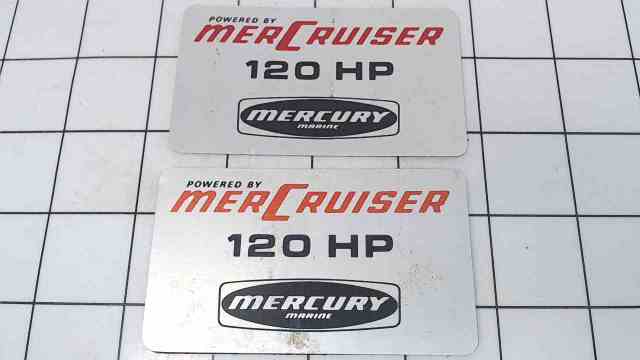 POWERED BY
MERCRUISER
120 HP
MERCURY
MARINE
POWERED BY
MERCRUISER
120 HP
MERCURY
MARINE